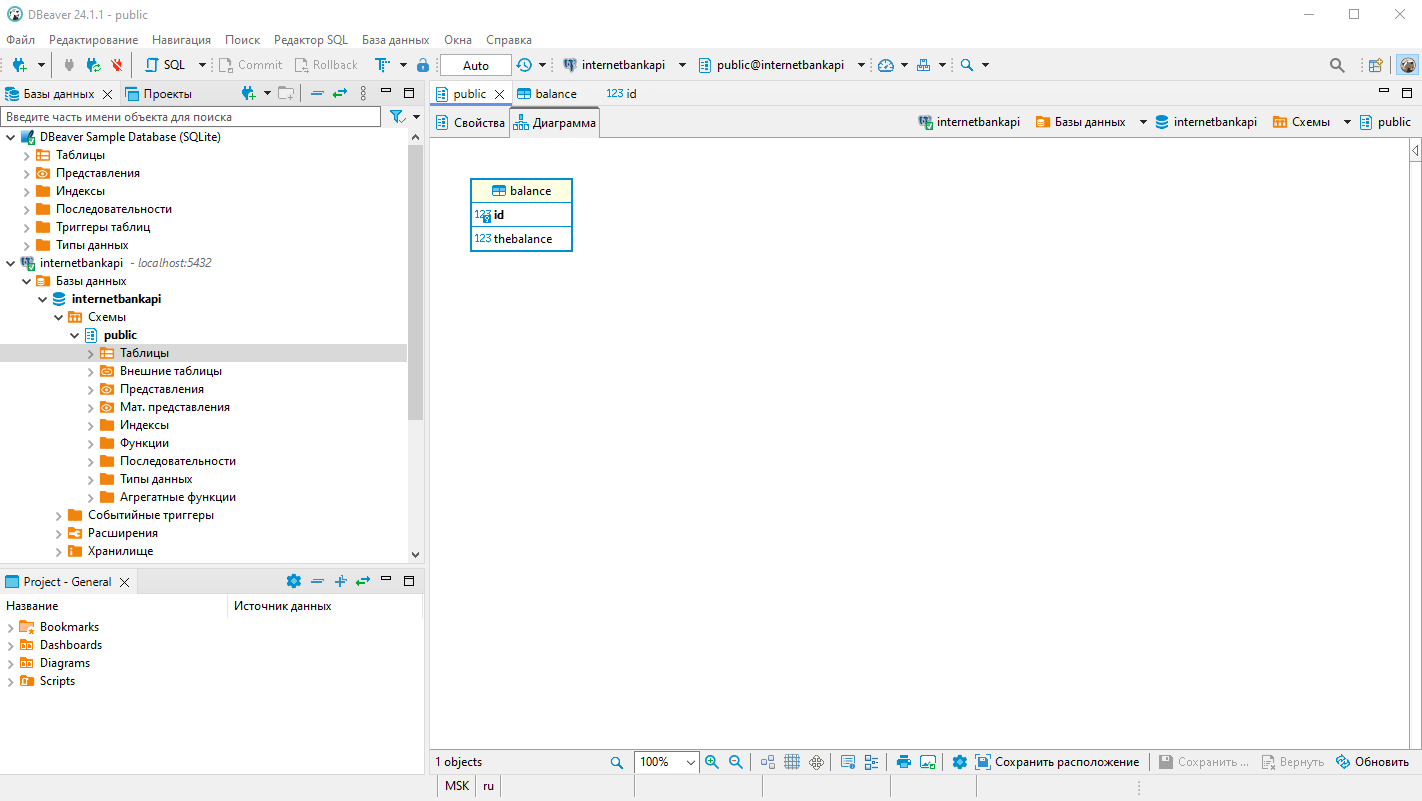 DBeaver 24.1.1 - public
Файл Редактирование Навигация Поиск Редактор SQL База данных Окна Справка
SQL Commit Rollback Auto internetbankapi public@internetbankapi
Базы данных Проекты public balance 123 id
Введите часть имени объекта для поиска Свойства Диаграмма internetbankapi Базы данных internetbankapi Схемы public
DBeaver Sample Database (SQLite)
Таблицы
Представления
Индексы
Последовательности
Триггеры таблиц
Типы данных
internetbankapi - localhost:5432
Базы данных
internetbankapi
Схемы
public
Таблицы
Внешние таблицы
Представления
Мат. представления
Индексы
Функции
Последовательности
Типы данных
Агрегатные функции
Событийные триггеры
Расширения
Хранилище
balance
123 id
123 thebalance
Project - General
Название Источник данных
Bookmarks
Dashboards
Diagrams
Scripts
1 objects 100% Сохранить расположение Сохранить ... Вернуть Обновить
MSK ru